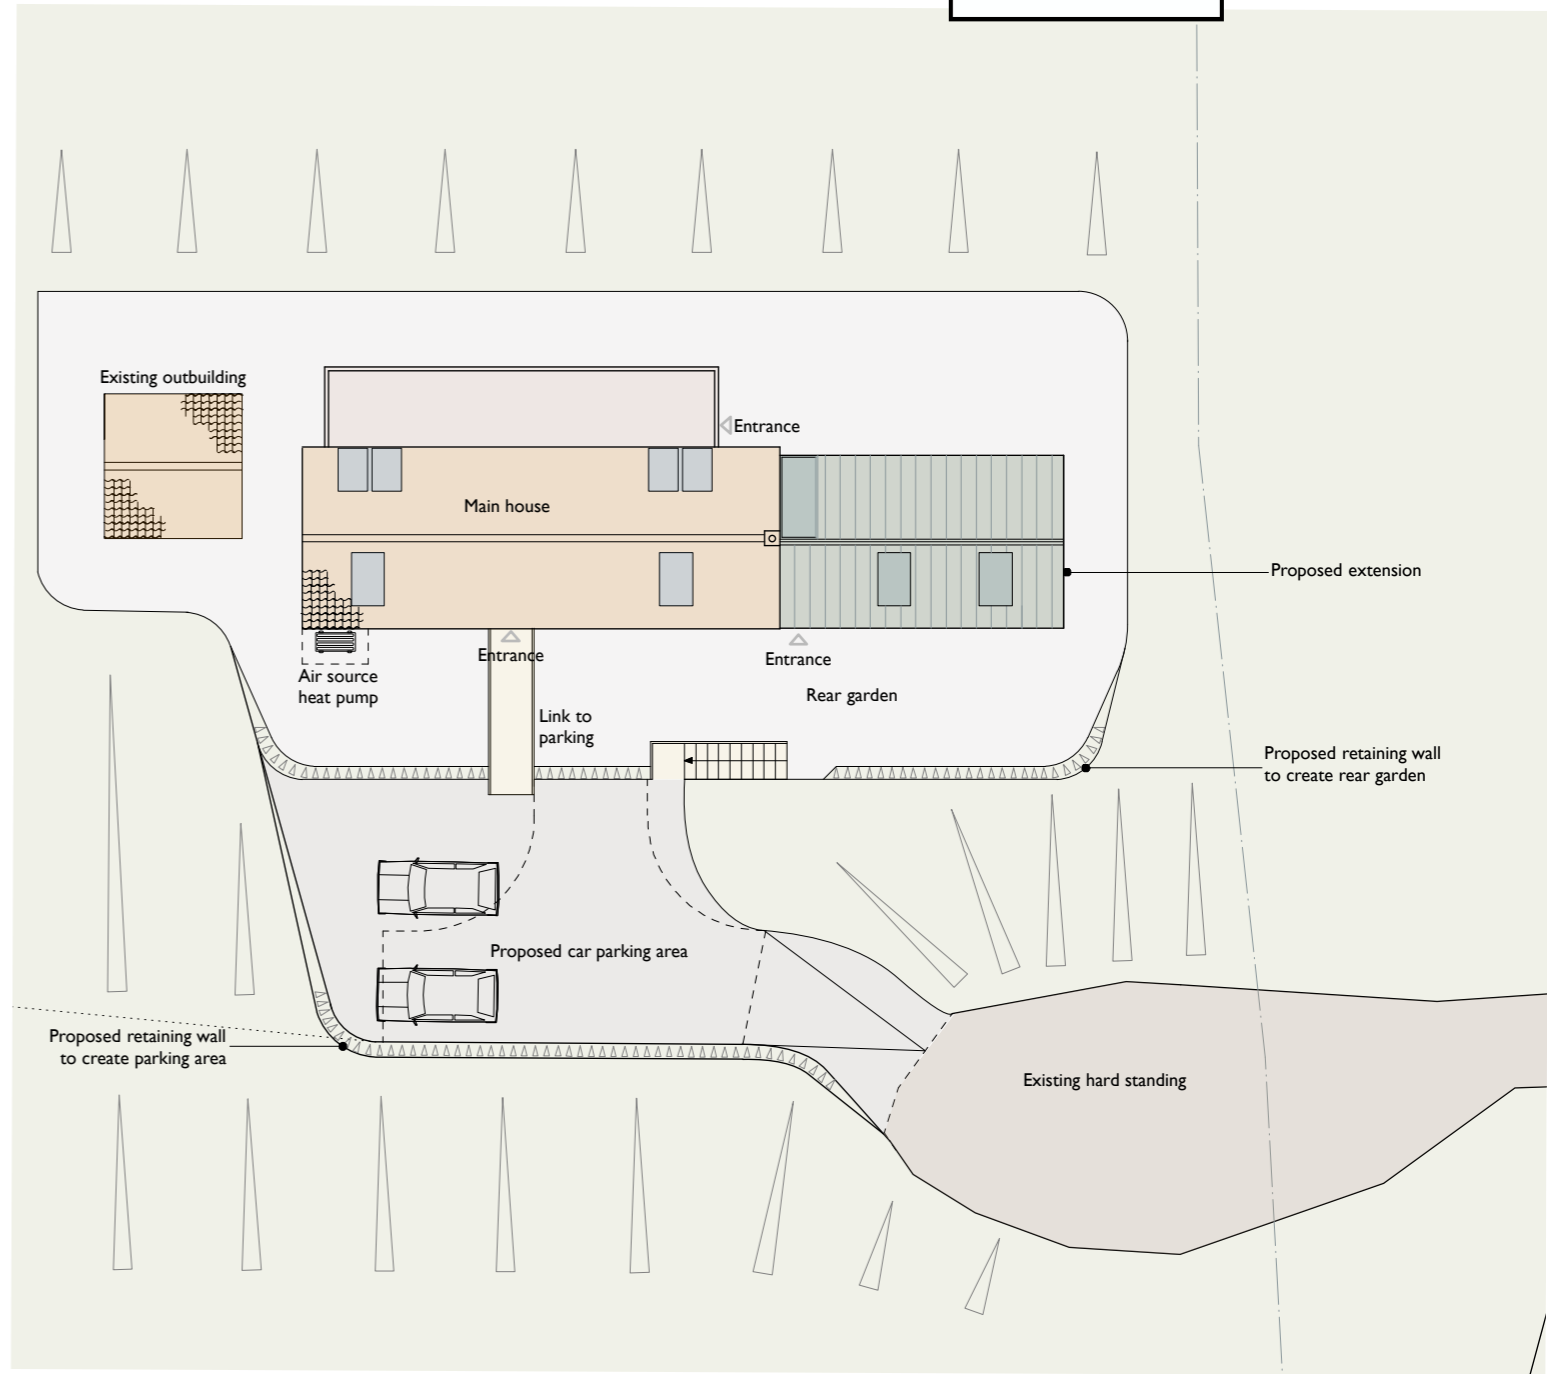 Existing outbuilding
Entrance
Main house
Proposed extension
Entrance
Entrance
Air source
heat pump
Rear garden
Link to
parking
Proposed retaining wall
to create rear garden
Proposed car parking area
Proposed retaining wall
to create parking area
Existing hard standing